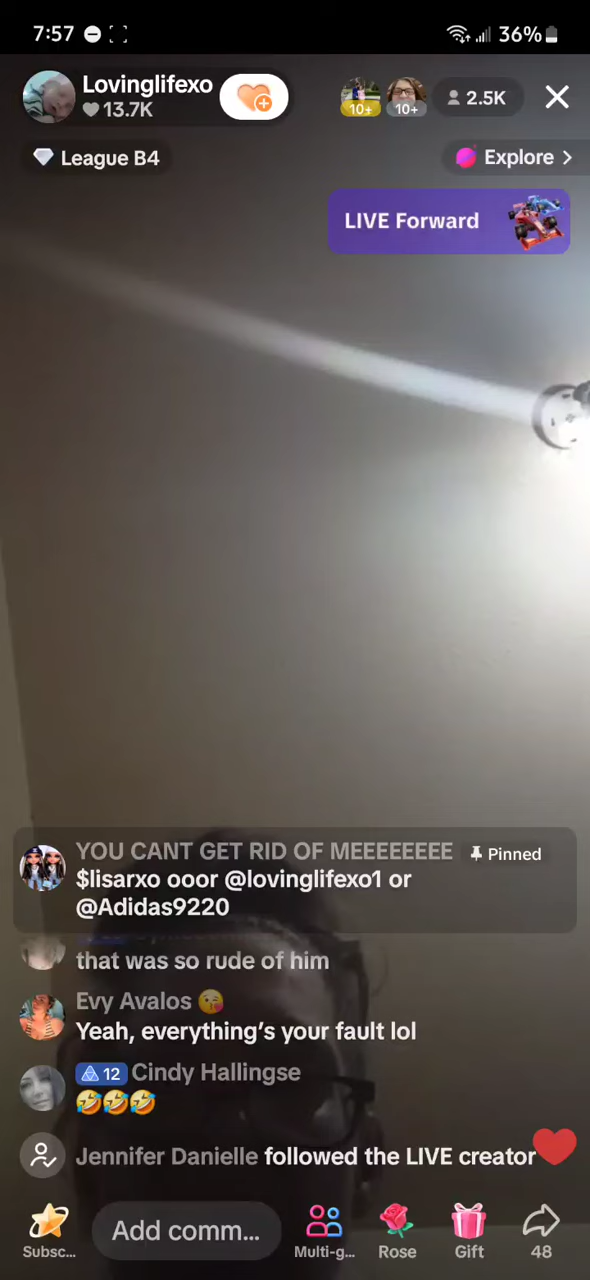 7:57
36%
Lovinglifexo
13.7K
10+
10+
2.5K
League B4
Explore >
LIVE Forward
YOU CANT GET RID OF MEEEEEEEE
Pinned
$lisarxo ooor @lovinglifexo1 or
@Adidas9220
that was so rude of him
Evy Avalos 😘
Yeah, everything's your fault lol
12 Cindy Hallingse
🤣🤣🤣
Jennifer Danielle followed the LIVE creator
Add comm...
Subsc...
Multi-g...
Rose
Gift
48